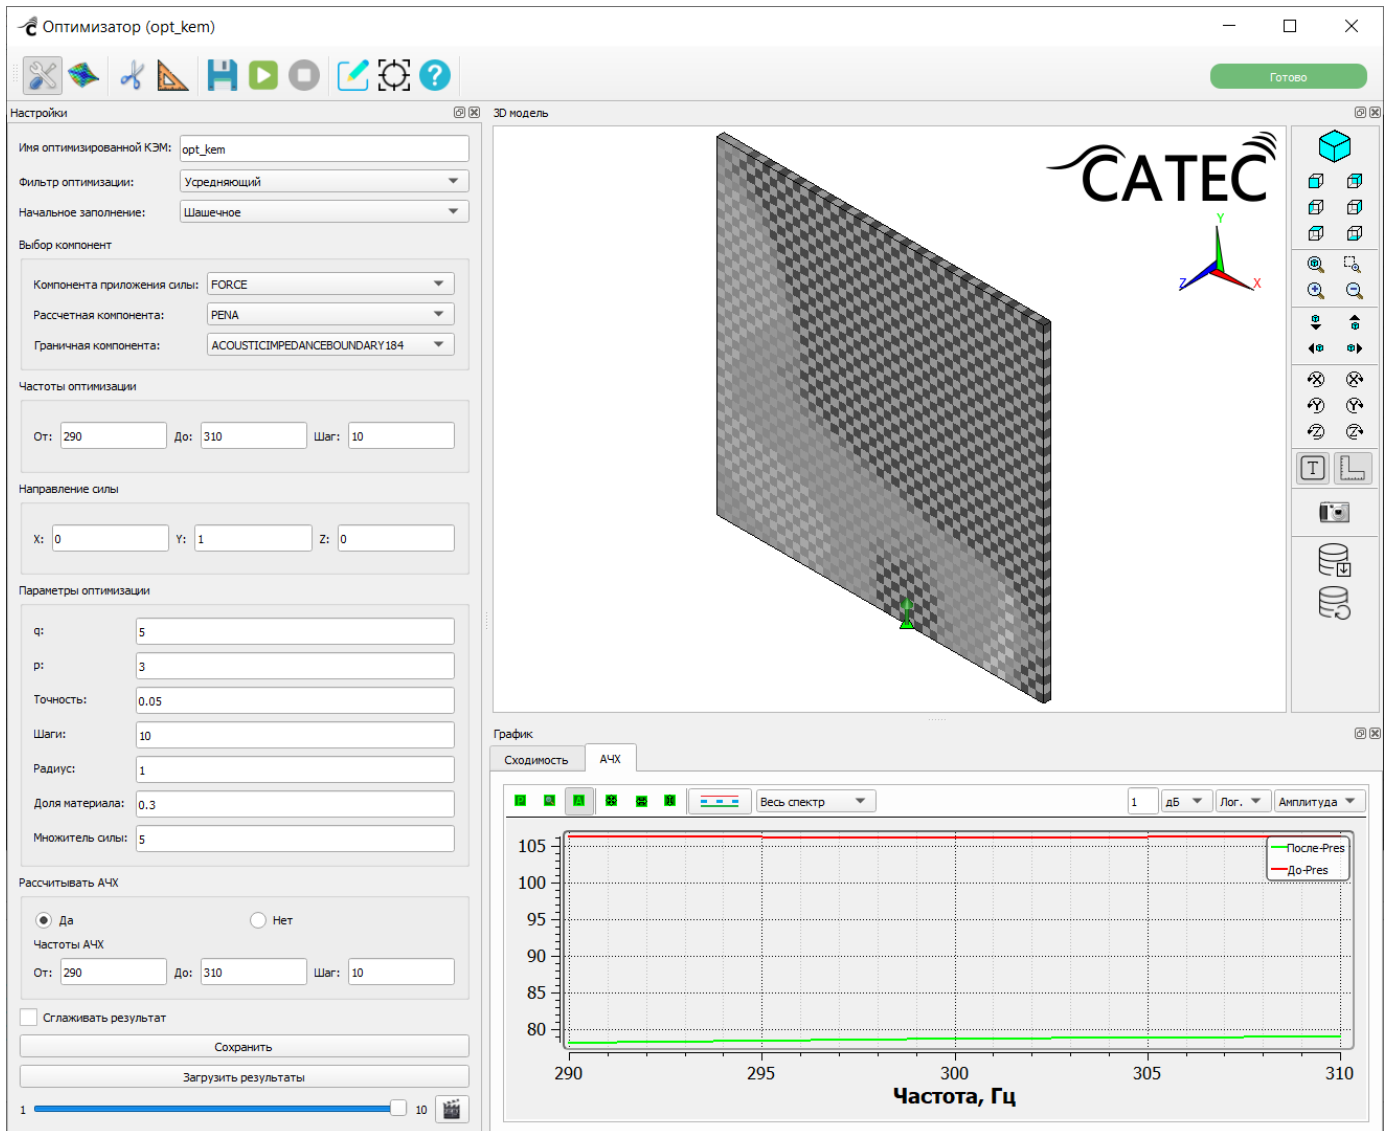 Оптимизатор (opt_kem)
Готово
Настройки
Имя оптимизированной КЭМ: opt_kem
Фильтр оптимизации: Усредняющий
Начальное заполнение: Шашечное
Выбор компонент
Компонента приложения силы: FORCE
Рассчетная компонента: PENA
Граничная компонента: ACOUSTICIMPEDANCEBOUNDARY184
Частоты оптимизации
От: 290 До: 310 Шаг: 10
Направление силы
X: 0 Y: 1 Z: 0
Параметры оптимизации
q: 5
p: 3
Точность: 0.05
Шаги: 10
Радиус: 1
Доля материала: 0.3
Множитель силы: 5
Рассчитывать АЧХ
Да Нет
Частоты АЧХ
От: 290 До: 310 Шаг: 10
Сглаживать результат
Сохранить
Загрузить результаты
1 10
3D модель
CATEC
Y
Z X
X X
Y Y
Z Z
T
График
Сходимость АЧХ
P A Весь спектр 1 дБ Лог. Амплитуда
105
100
95
90
85
80
После-Pres
До-Pres
290 295 300 305 310
Частота, Гц